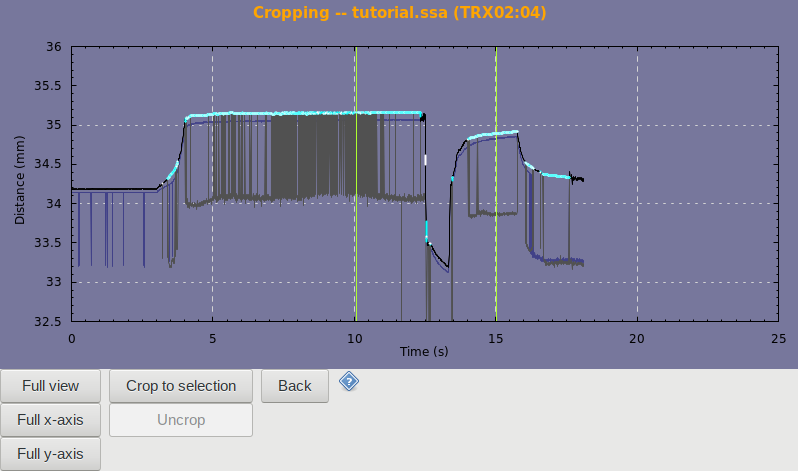 Cropping -- tutorial.ssa (TRX02:04)
36
35.5
35
34.5
34
33.5
33
32.5
Distance (mm)
0 5 10 15 20 25
Time (s)
Full view Crop to selection Back ?
Full x-axis Uncrop
Full y-axis